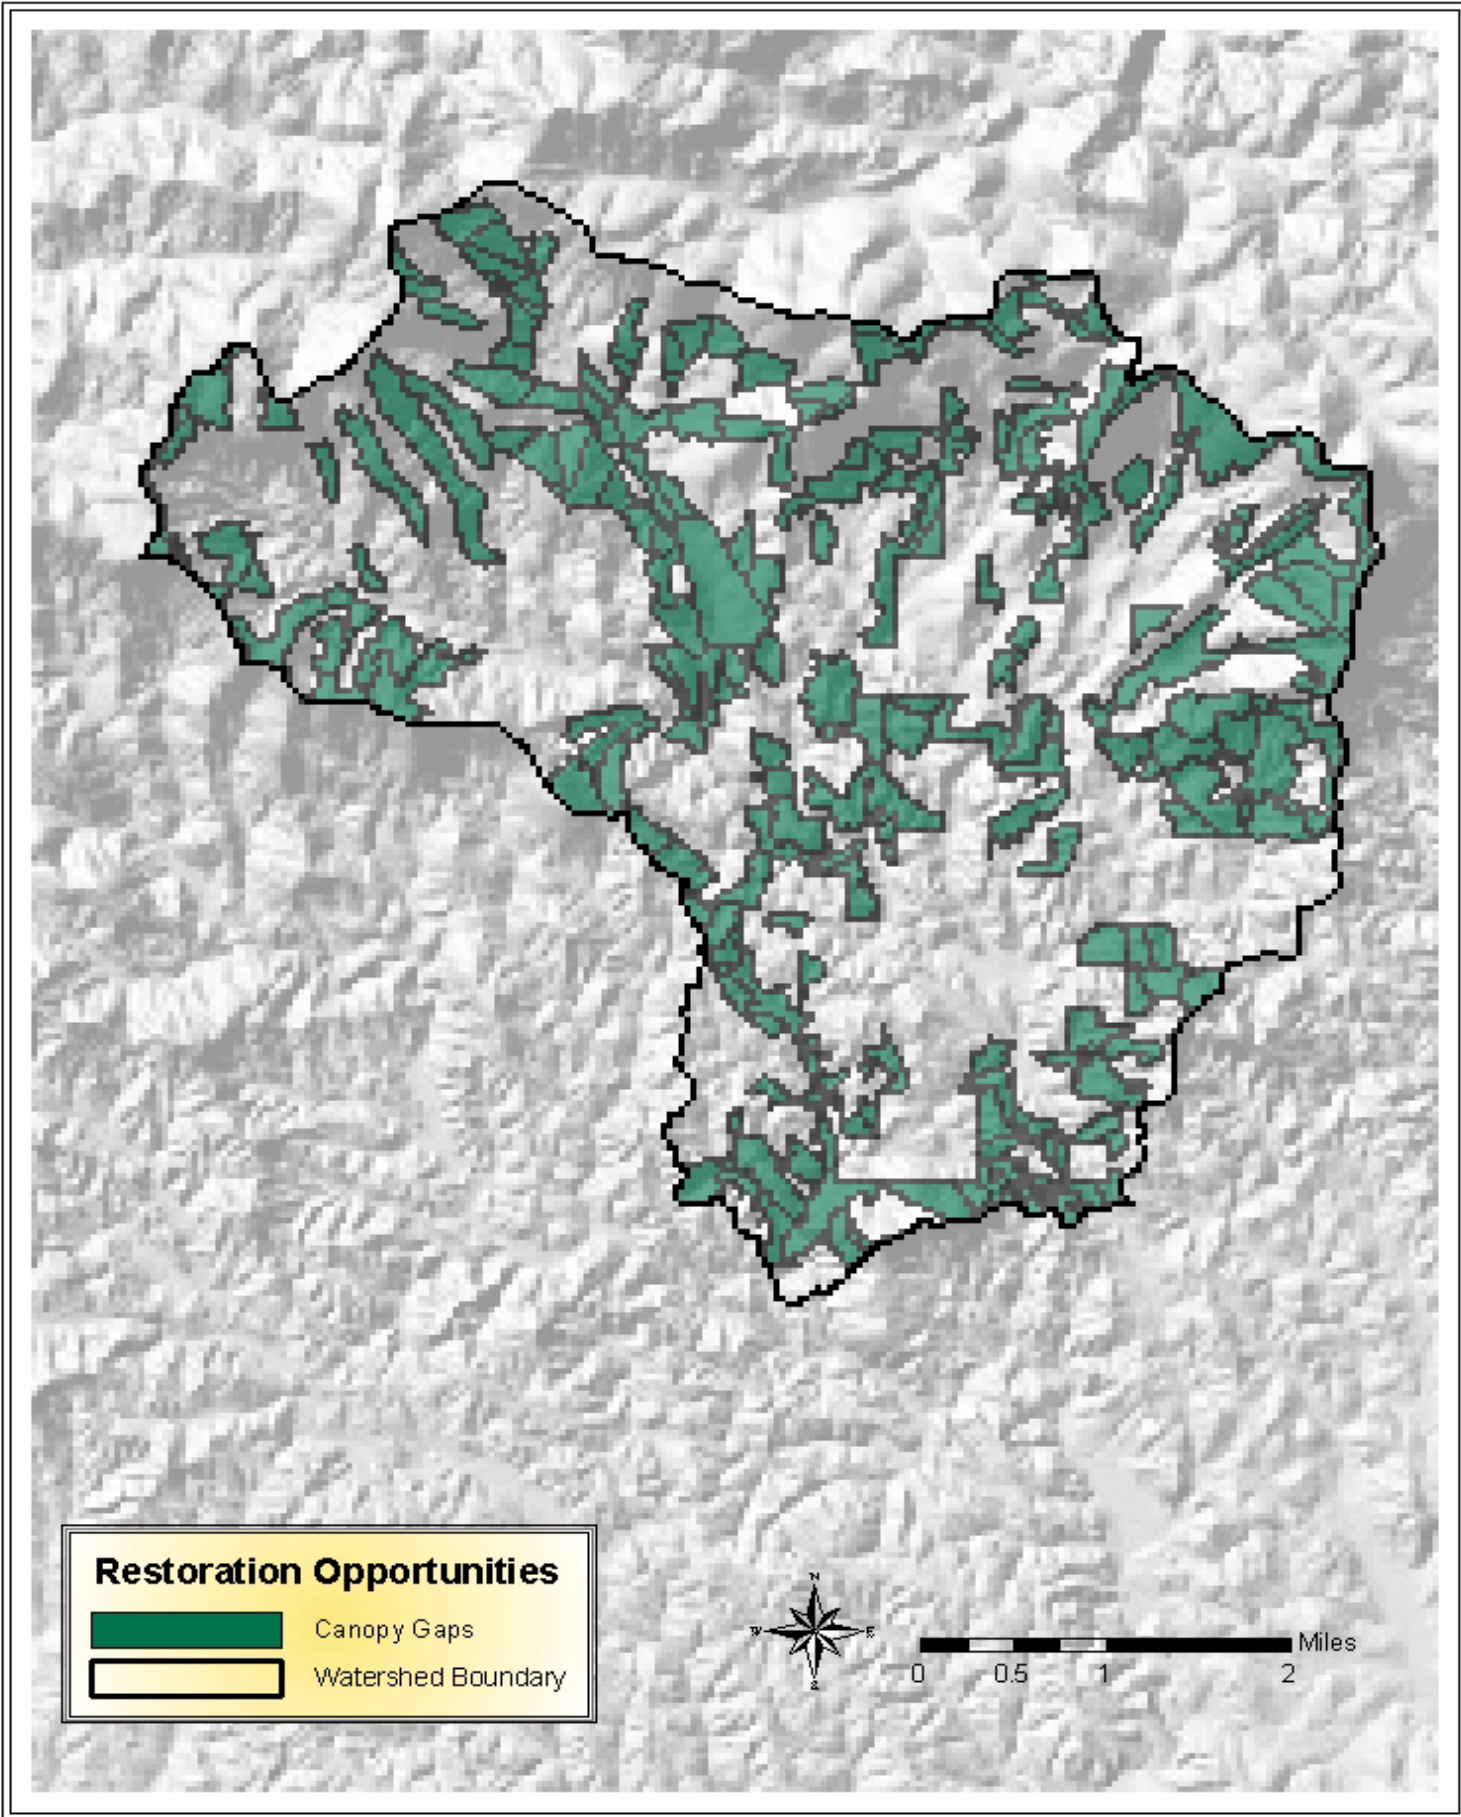 Restoration Opportunities
Canopy Gaps
Watershed Boundary
N
W E
S
Miles
0 0.5 1 2